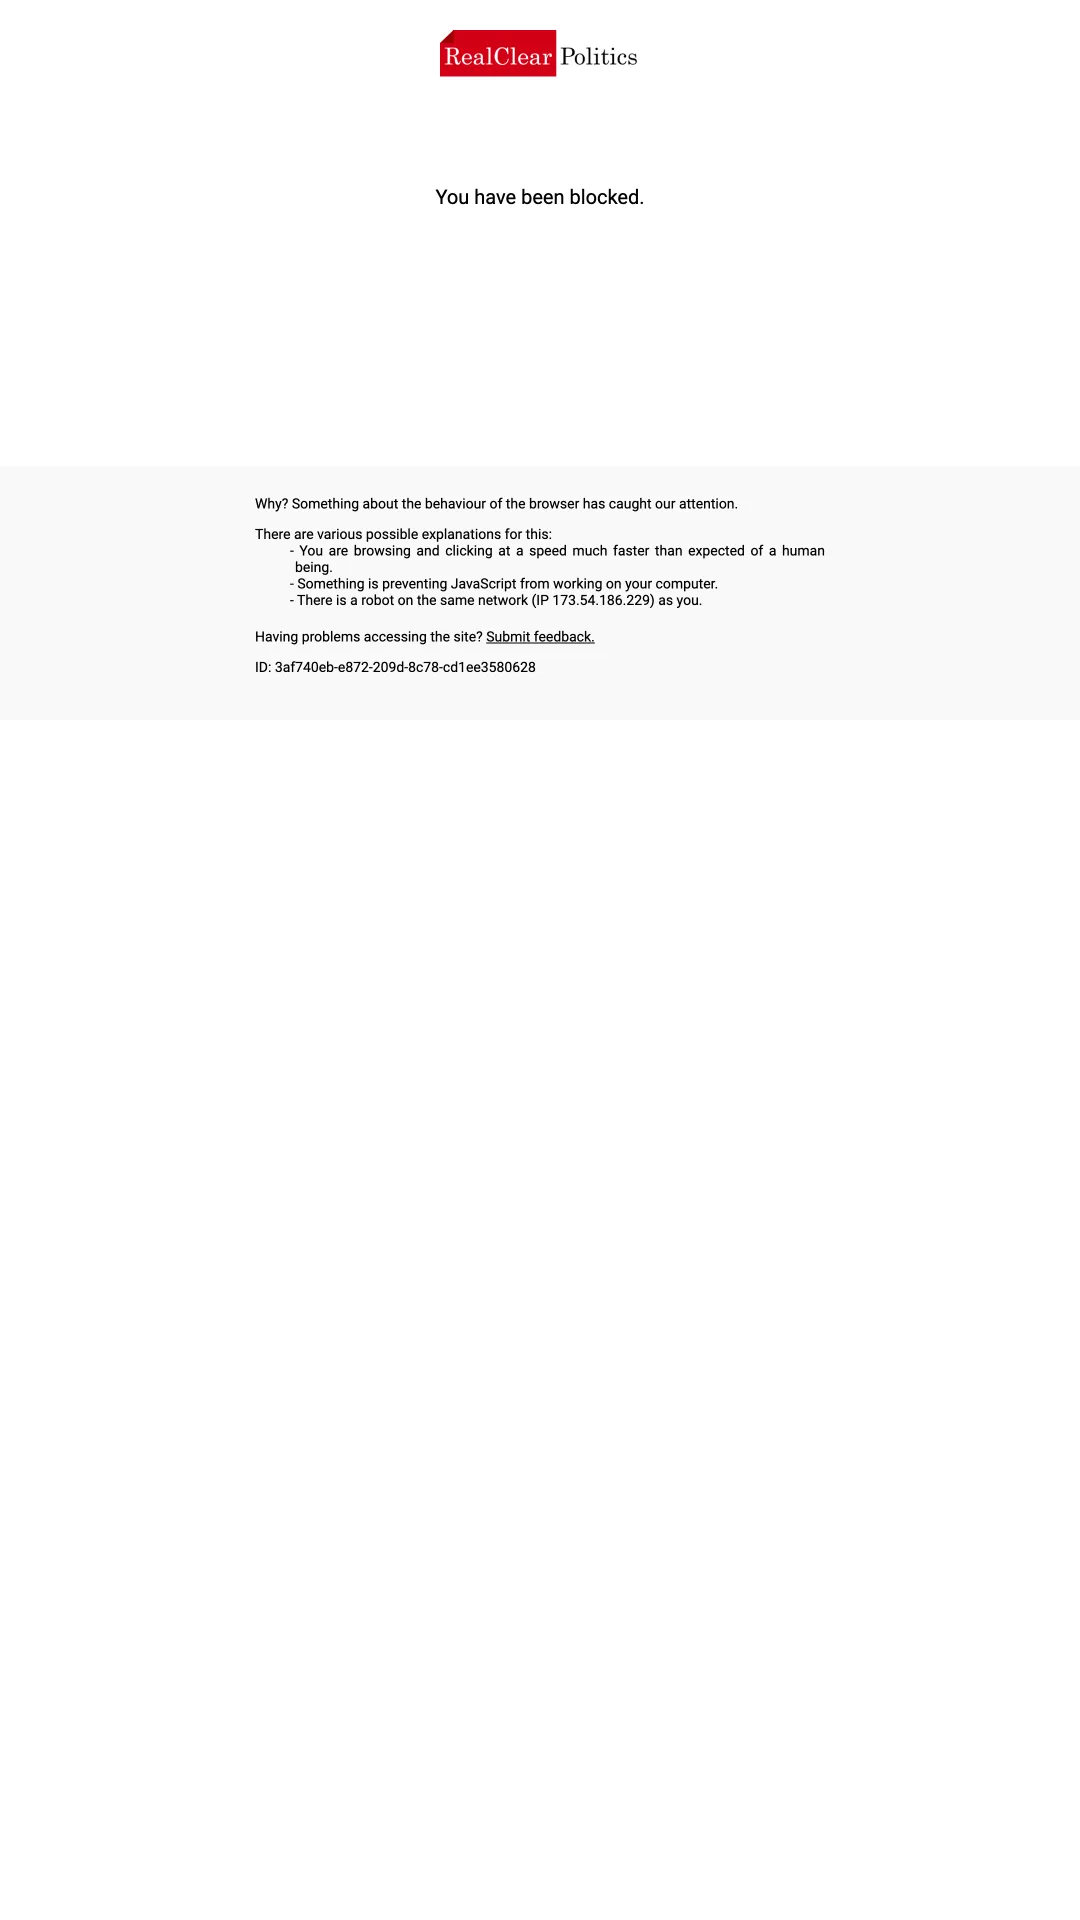 RealClear Politics
You have been blocked.
Why? Something about the behaviour of the browser has caught our attention.
There are various possible explanations for this:
- You are browsing and clicking at a speed much faster than expected of a human
being.
- Something is preventing JavaScript from working on your computer.
- There is a robot on the same network (IP 173.54.186.229) as you.
Having problems accessing the site? Submit feedback.
ID: 3af740eb-e872-209d-8c78-cd1ee3580628